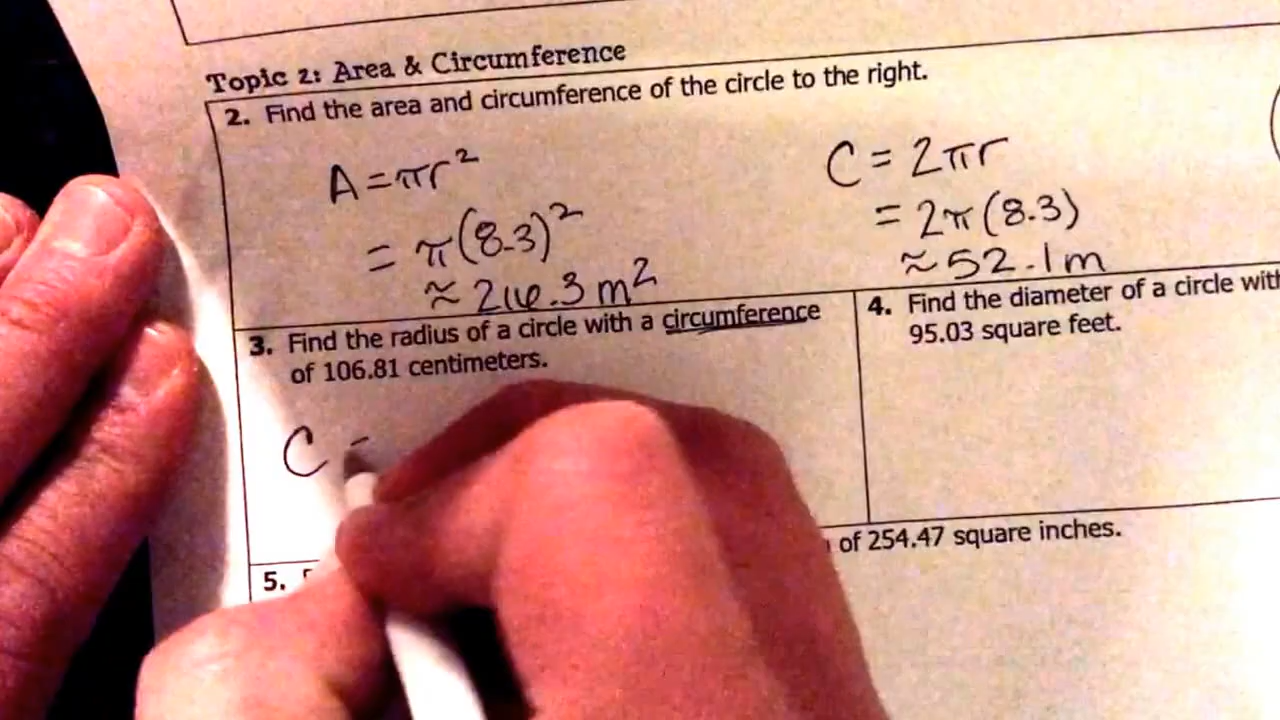 Topic 2: Area & Circumference
2. Find the area and circumference of the circle to the right.
A = πr²
= π(8.3)²
≈ 216.3 m²
C = 2πr
= 2π(8.3)
≈ 52.1 m
3. Find the radius of a circle with a circumference
of 106.81 centimeters.
C =
4. Find the diameter of a circle
95.03 square feet.
5.
of 254.47 square inches.